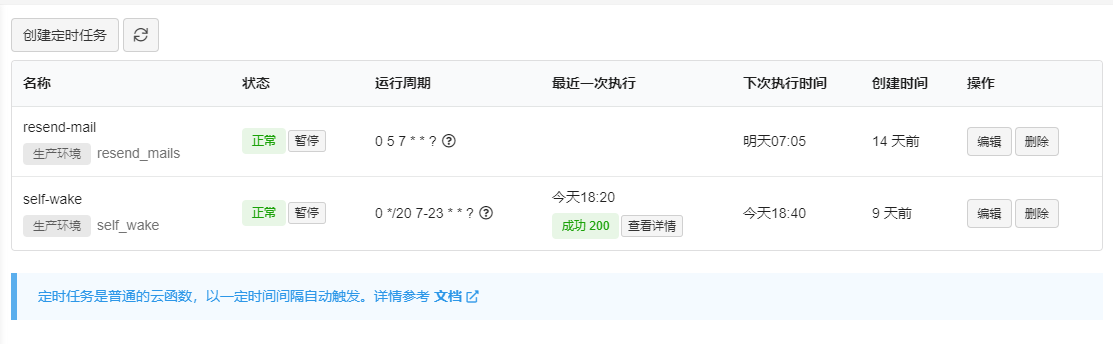 创建定时任务
名称 状态 运行周期 最近一次执行 下次执行时间 创建时间 操作
resend-mail
生产环境 resend_mails 正常 暂停 0 5 7 * * ? 明天07:05 14 天前 编辑 删除
self-wake
生产环境 self_wake 正常 暂停 0 */20 7-23 * * ? 今天18:20
成功 200 查看详情 今天18:40 9 天前 编辑 删除
定时任务是普通的云函数，以一定时间间隔自动触发。详情参考 文档